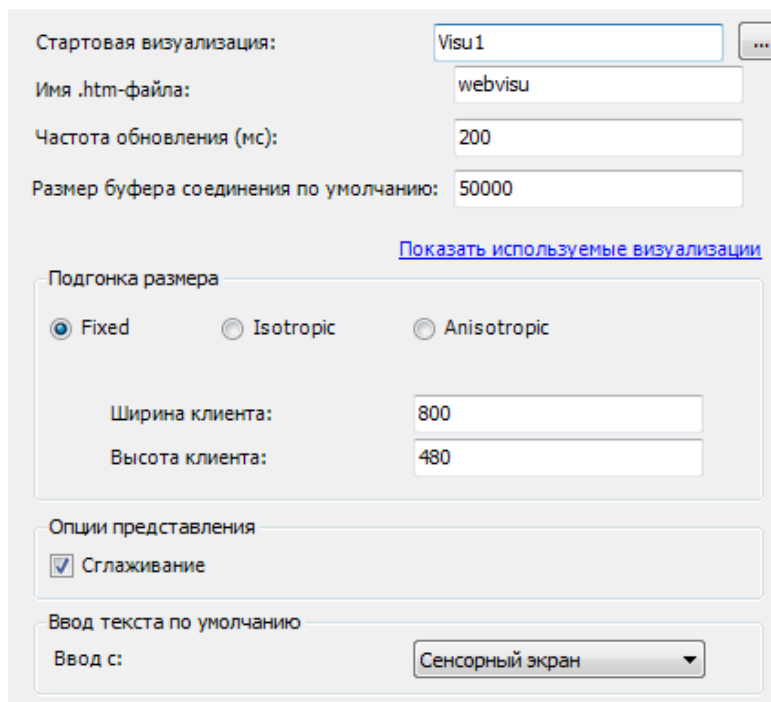 Стартовая визуализация: Visu1 ...
Имя .htm-файла: webvisu
Частота обновления (мс): 200
Размер буфера соединения по умолчанию: 50000
Показать используемые визуализации
Подгонка размера
Fixed Isotropic Anisotropic
Ширина клиента: 800
Высота клиента: 480
Опции представления
Сглаживание
Ввод текста по умолчанию
Ввод с: Сенсорный экран